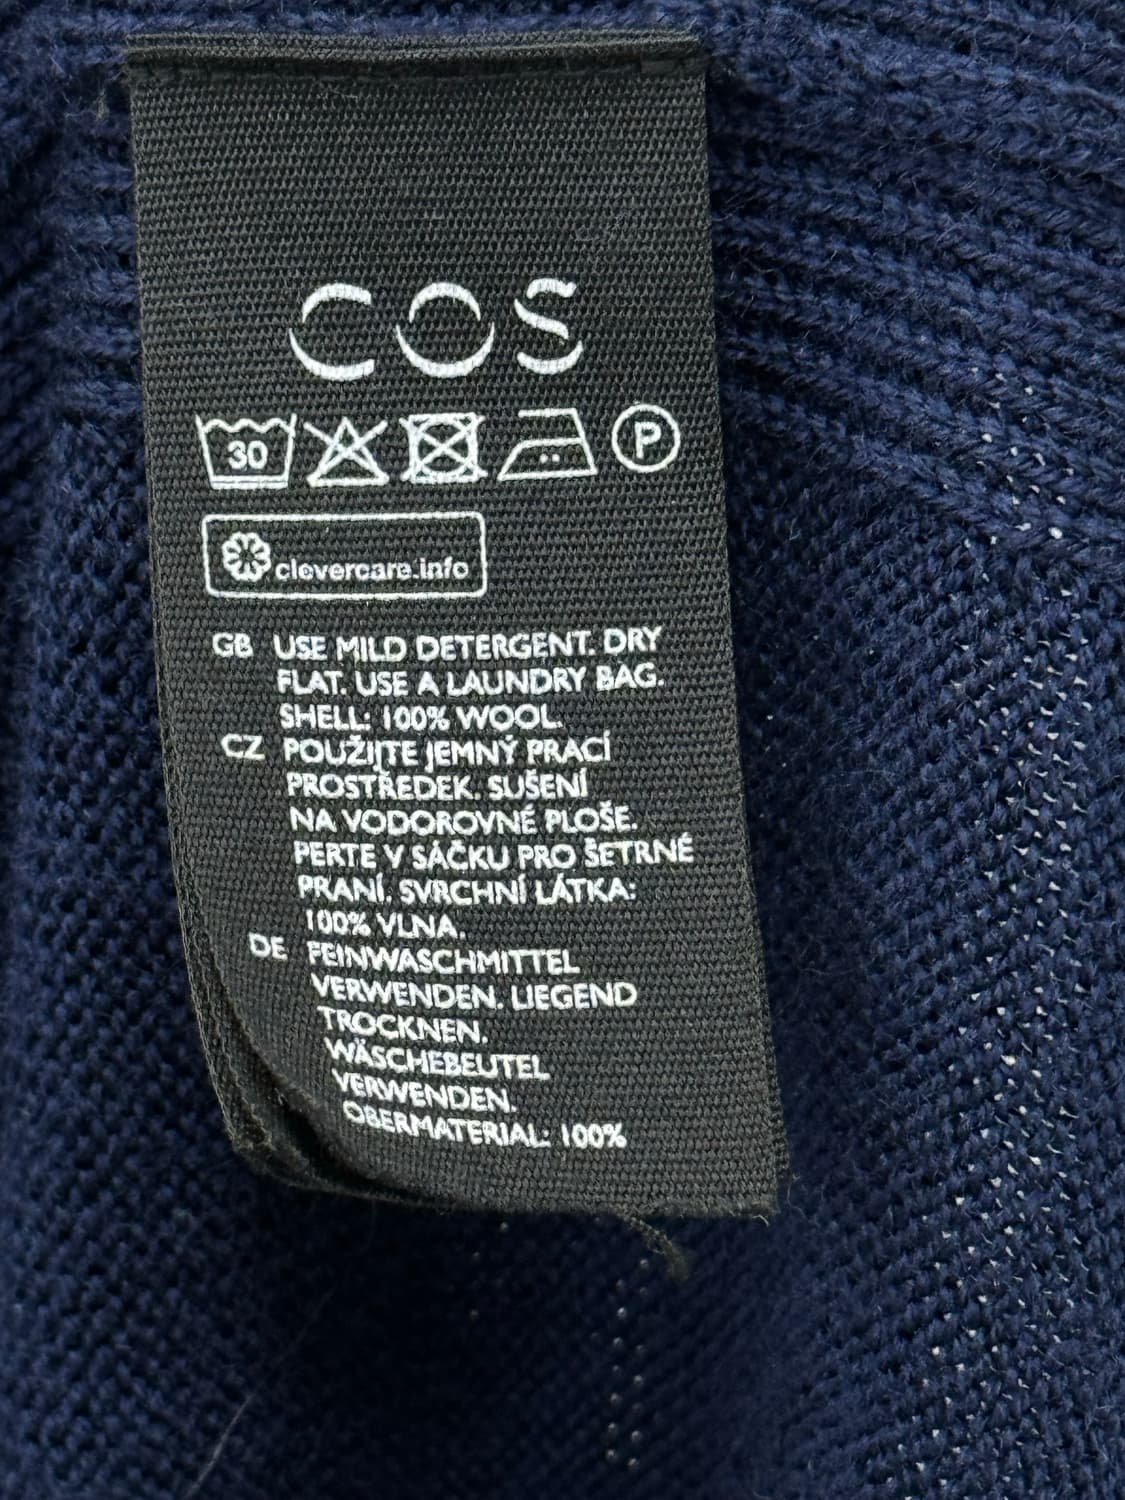 COS
30
P
clevercare.info
GB USE MILD DETERGENT. DRY
FLAT. USE A LAUNDRY BAG.
SHELL: 100% WOOL.
CZ POUŽIJTE JEMNÝ PRACÍ
PROSTŘEDEK. SUŠENÍ
NA VODOROVNÉ PLOŠE.
PERTE V SÁČKU PRO ŠETRNÉ
PRANÍ. SVRCHNÍ LÁTKA:
100% VLNA.
DE FEINWASCHMITTEL
VERWENDEN. LIEGEND
TROCKNEN.
WÄSCHEBEUTEL
VERWENDEN.
OBERMATERIAL: 100%